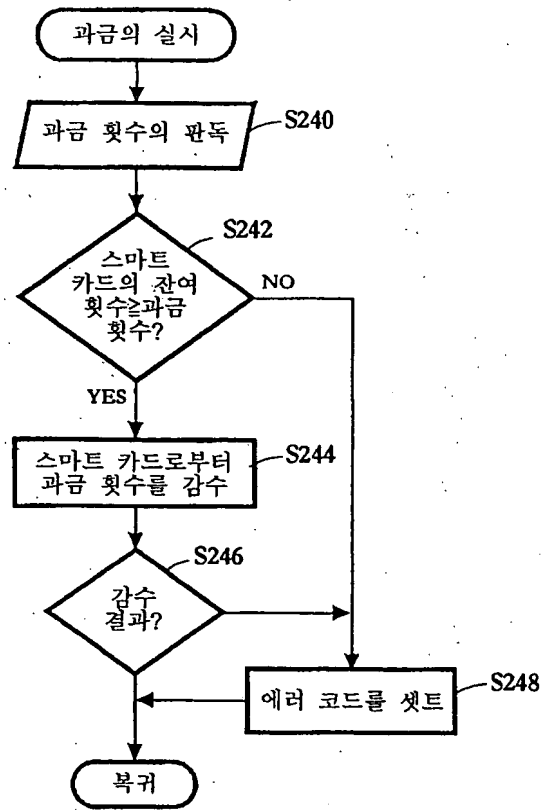 과금의 실시
과금 횟수의 판독
S240
S242
스마트
카드의 잔여
횟수≧과금
횟수?
NO
YES
스마트 카드로부터
과금 횟수를 감수
S244
S246
감수
결과?
에러 코드를 셋트
S248
복귀